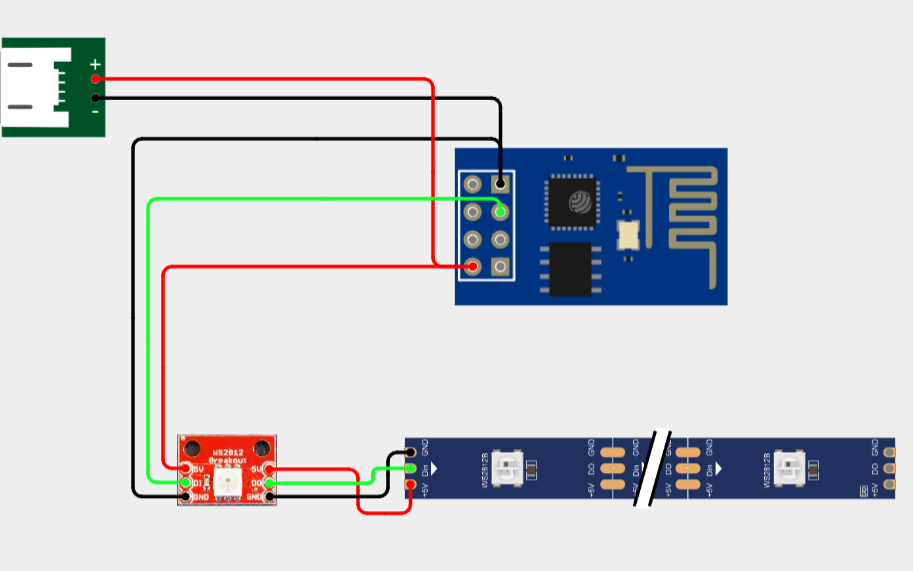 +
-
WS2812
Breakout
5V
5V
DI
DO
GND
GND
GND
Din
+5V
WS2812B
GND
DO
+5V
GND
Din
+5V
WS2812B
GND
DO
+5V